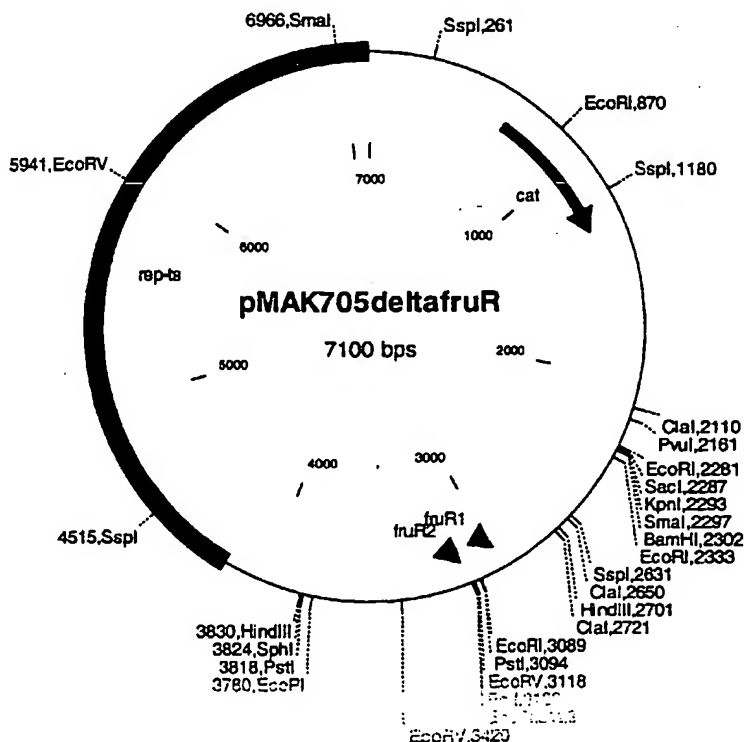 6966,SmaI
SspI,261
EcoRI,870
5941,EcoRV
SspI,1180
7000
cat
1000
6000
rep-ts
pMAK705deltafruR
7100 bps
2000
5000
ClaI,2110
PvuI,2161
4000
3000
EcoRI,2281
SacI,2287
KpnI,2293
fruR1
SmaI,2297
fruR2
BamHI,2302
4515,SspI
EcoRI,2333
SspI,2631
ClaI,2650
HindIII,2701
ClaI,2721
3830,HindIII
EcoRI,3089
3824,SphI
PstI,3094
3818,PstI
EcoRV,3118
3780,EcoRI
EcoRV,3420